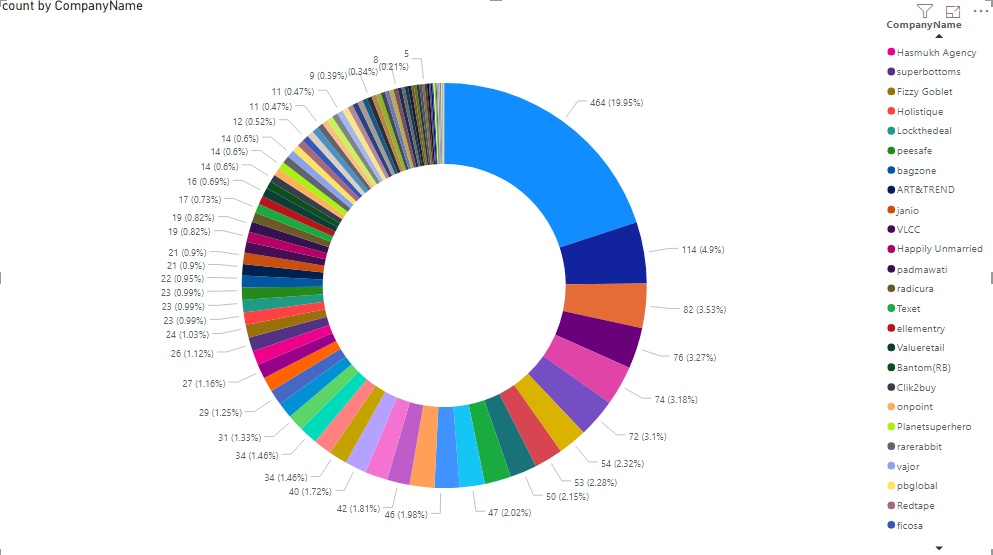 count by CompanyName
464 (19.95%)
114 (4.9%)
82 (3.53%)
76 (3.27%)
74 (3.18%)
72 (3.1%)
54 (2.32%)
53 (2.28%)
50 (2.15%)
47 (2.02%)
46 (1.98%)
42 (1.81%)
40 (1.72%)
34 (1.46%)
34 (1.46%)
31 (1.33%)
29 (1.25%)
27 (1.16%)
26 (1.12%)
24 (1.03%)
23 (0.99%)
23 (0.99%)
23 (0.99%)
22 (0.95%)
21 (0.9%)
21 (0.9%)
19 (0.82%)
19 (0.82%)
17 (0.73%)
16 (0.69%)
14 (0.6%)
14 (0.6%)
14 (0.6%)
12 (0.52%)
11 (0.47%)
11 (0.47%)
9 (0.39%)
(0.34%)
8
(0.21%)
5
CompanyName
Hasmukh Agency
superbottoms
Fizzy Goblet
Holistique
Lockthedeal
peesafe
bagzone
ART&TREND
janio
VLCC
Happily Unmarried
padmawati
radicura
Texet
ellementry
Valueretail
Bantom(RB)
Clik2buy
onpoint
Planetsuperhero
rarerabbit
vajor
pbglobal
Redtape
ficosa